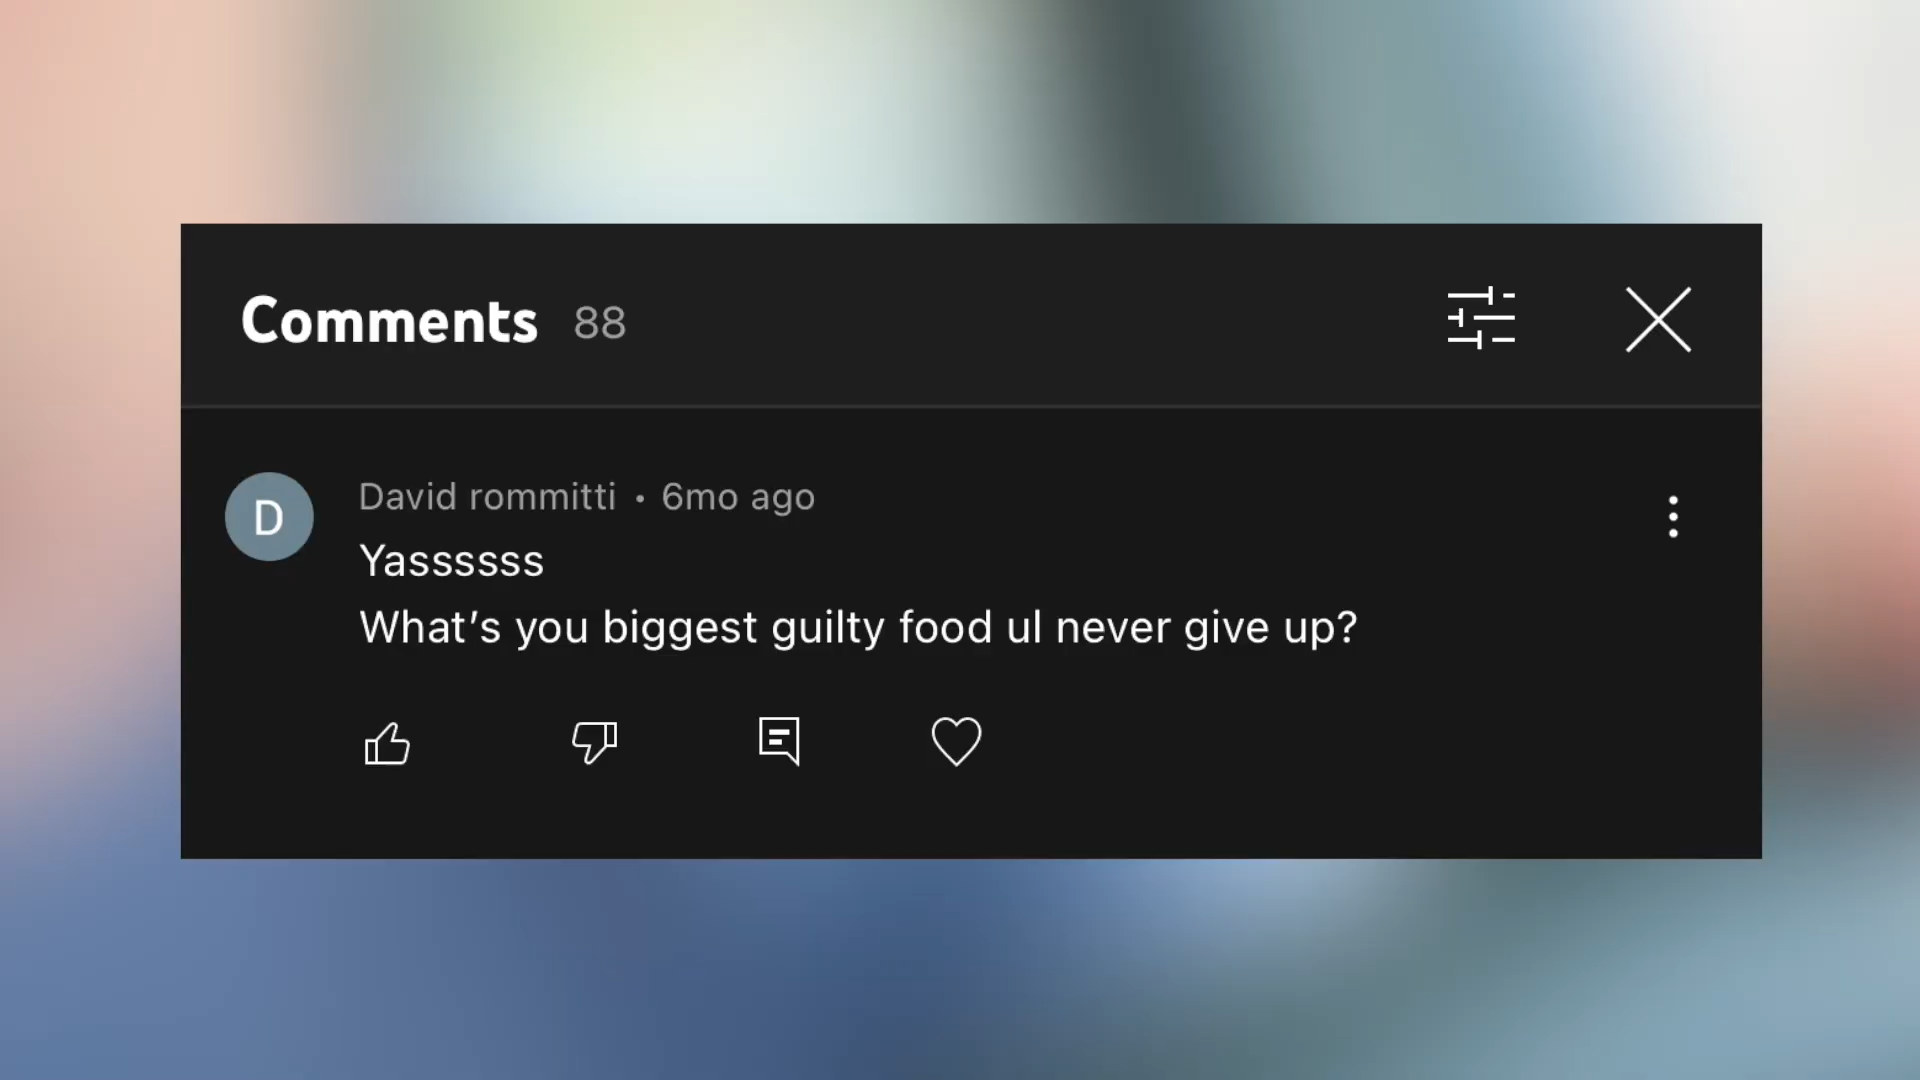 Comments 88
D
David rommitti • 6mo ago
Yassssss
What's you biggest guilty food ul never give up?